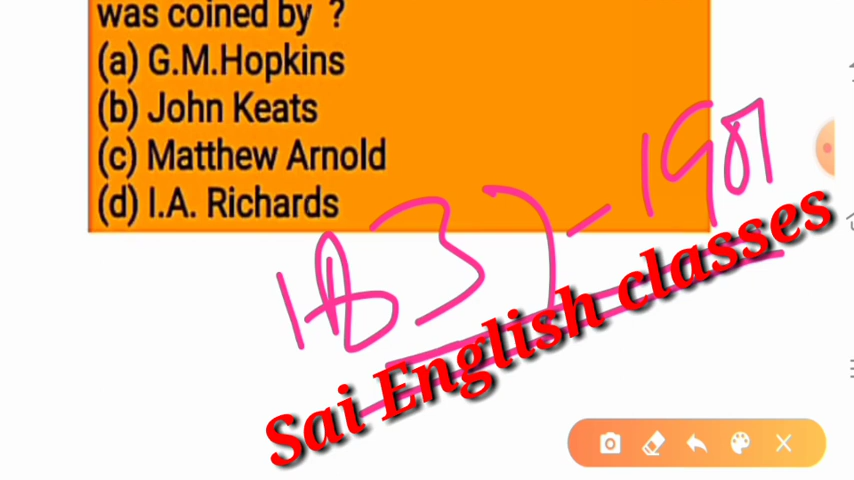 was coined by ?
(a) G.M.Hopkins
(b) John Keats
(c) Matthew Arnold
(d) I.A. Richards
1837-1901
Sai English classes